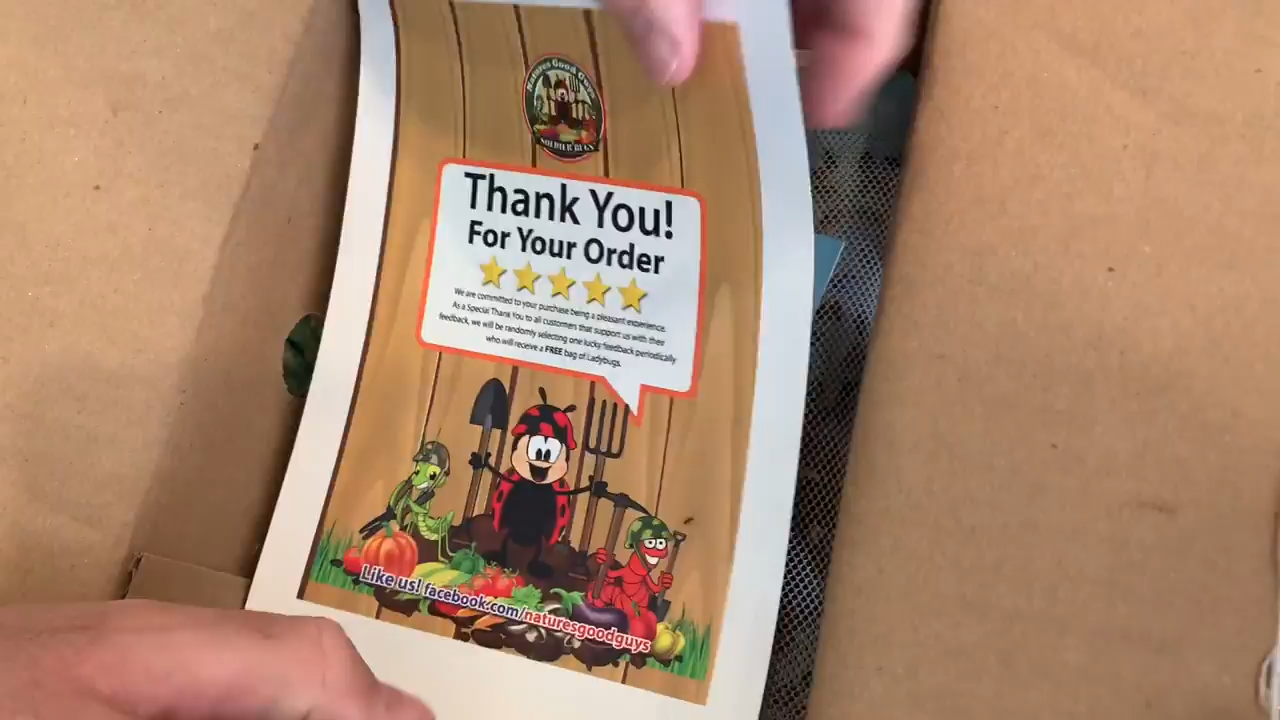 Natures Good Guys
SOLDIER BUGS
Thank You!
For Your Order
We are committed to your purchase being a pleasant experience.
As a Special Thank You to all customers that support us with their
feedback, we will be randomly selecting one lucky feedback periodically
who will receive a FREE bag of Ladybugs.
Like us! facebook.com/naturesgoodguys